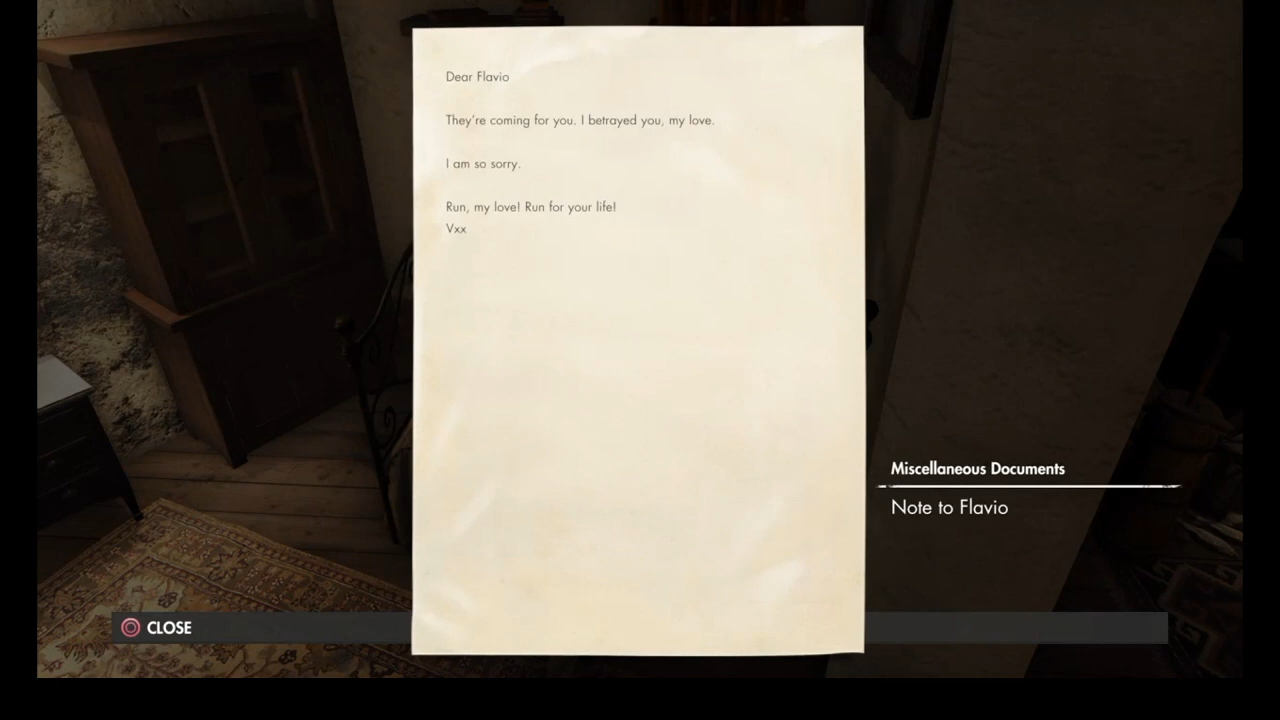 Dear Flavio
They're coming for you. I betrayed you, my love.
I am so sorry.
Run, my love! Run for your life!
Vxx
Miscellaneous Documents
Note to Flavio
CLOSE